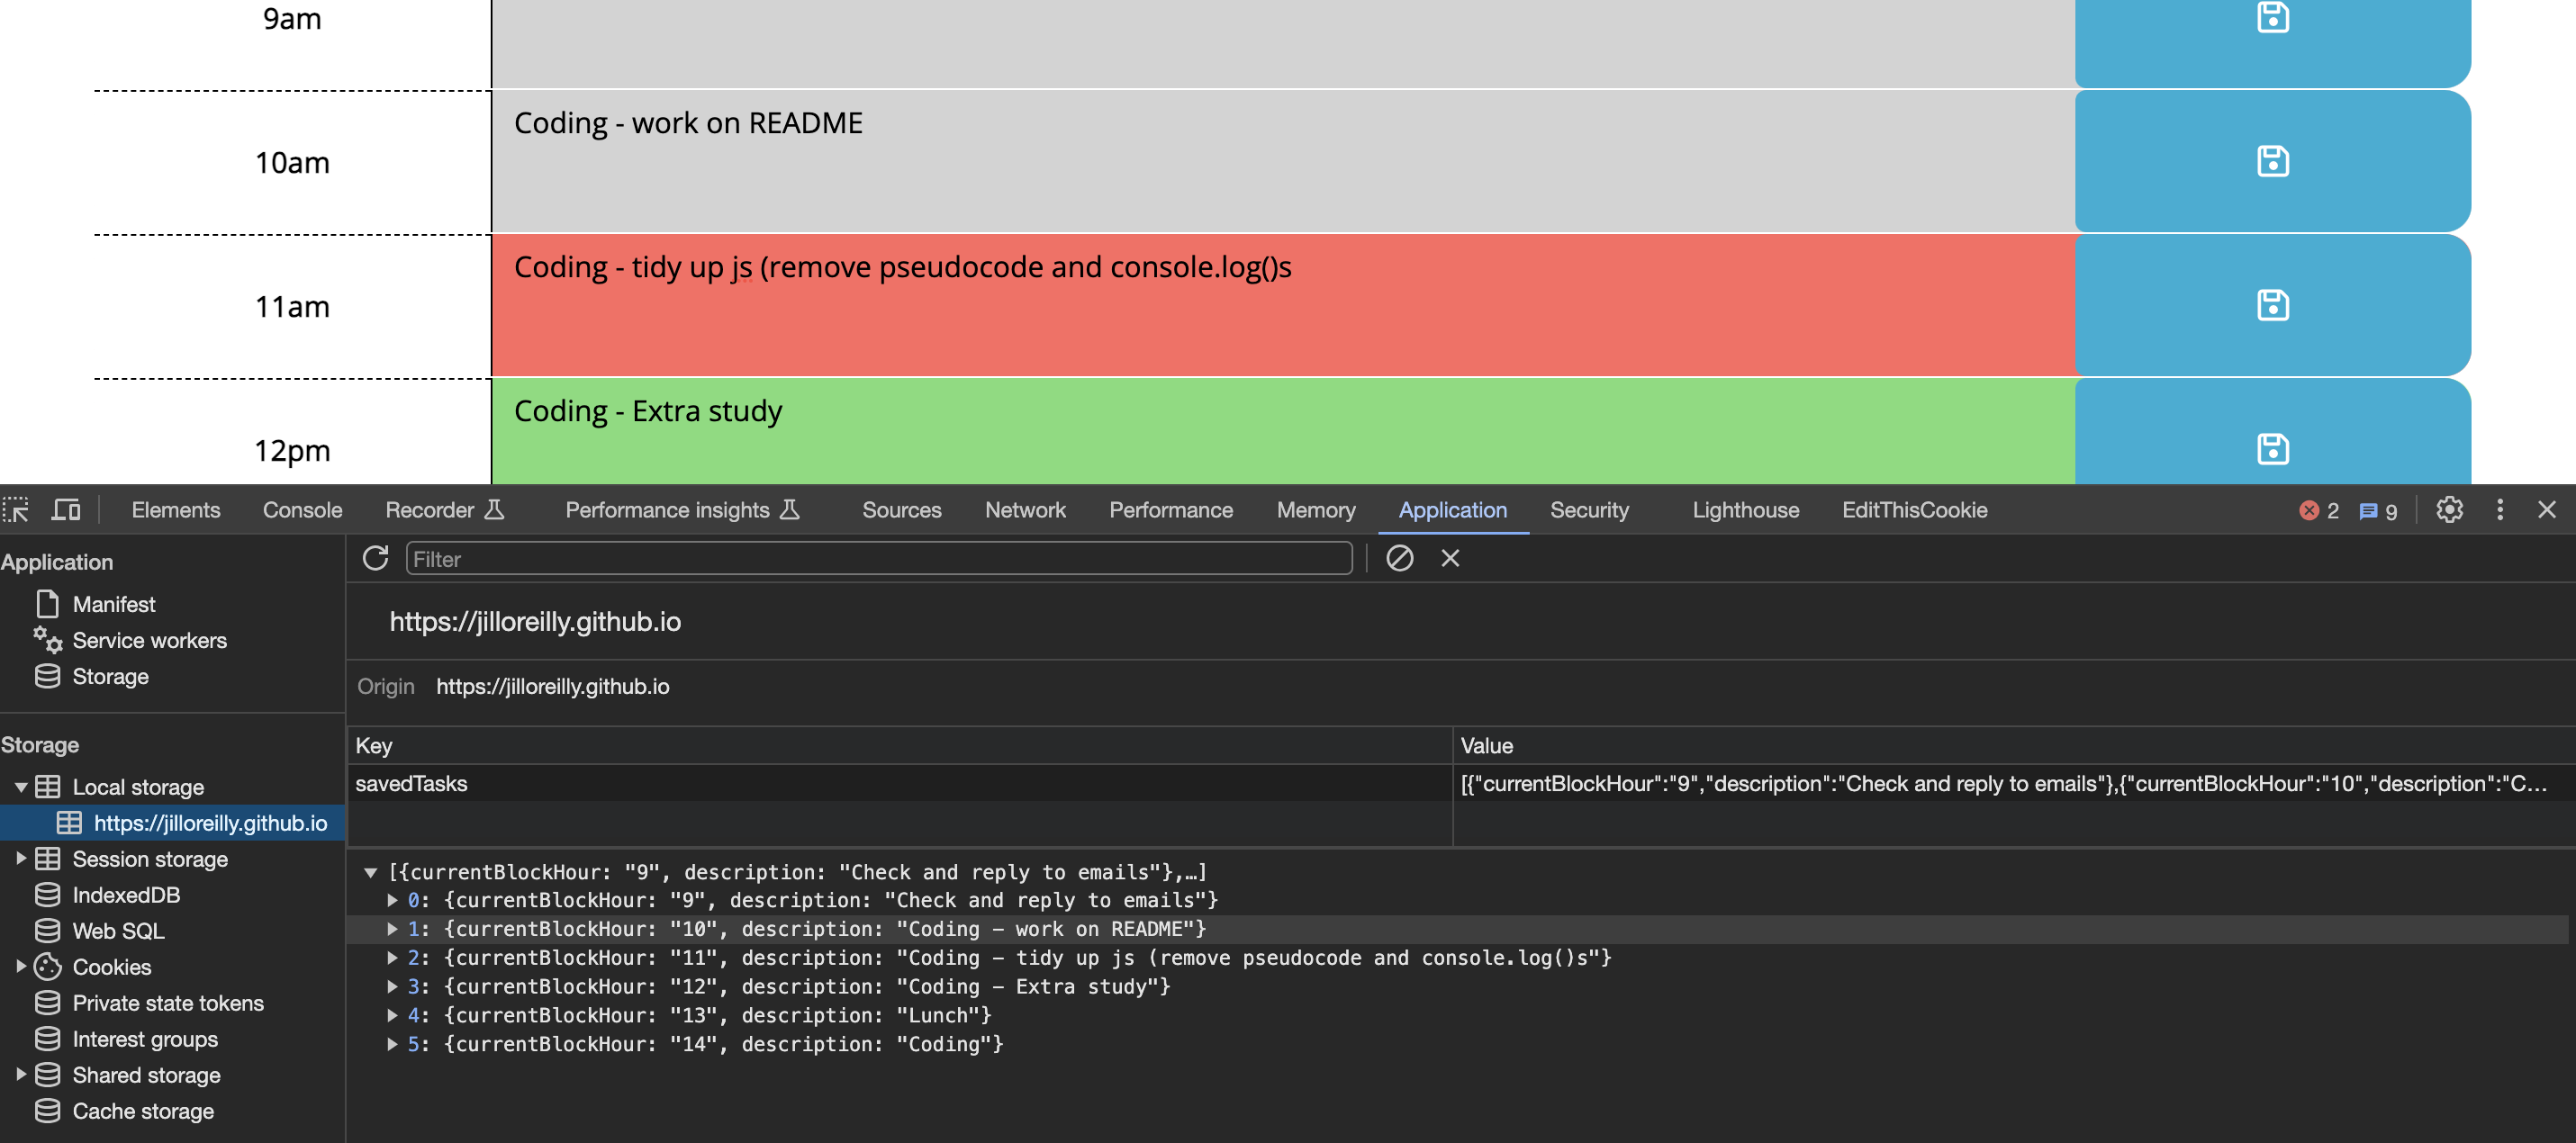 9am
Coding - work on README
10am
Coding - tidy up js (remove pseudocode and console.log()s
11am
Coding - Extra study
12pm
Elements Console Recorder Performance insights Sources Network Performance Memory Application Security Lighthouse EditThisCookie 2 9
Application
Manifest
Service workers
Storage
Storage
Local storage
https://jilloreilly.github.io
Session storage
IndexedDB
Web SQL
Cookies
Private state tokens
Interest groups
Shared storage
Cache storage
Filter
https://jilloreilly.github.io
Origin https://jilloreilly.github.io
Key Value
savedTasks [{"currentBlockHour":"9","description":"Check and reply to emails"},{"currentBlockHour":"10","description":"C...
[{currentBlockHour: "9", description: "Check and reply to emails"},…]
0: {currentBlockHour: "9", description: "Check and reply to emails"}
1: {currentBlockHour: "10", description: "Coding – work on README"}
2: {currentBlockHour: "11", description: "Coding – tidy up js (remove pseudocode and console.log()s"}
3: {currentBlockHour: "12", description: "Coding – Extra study"}
4: {currentBlockHour: "13", description: "Lunch"}
5: {currentBlockHour: "14", description: "Coding"}